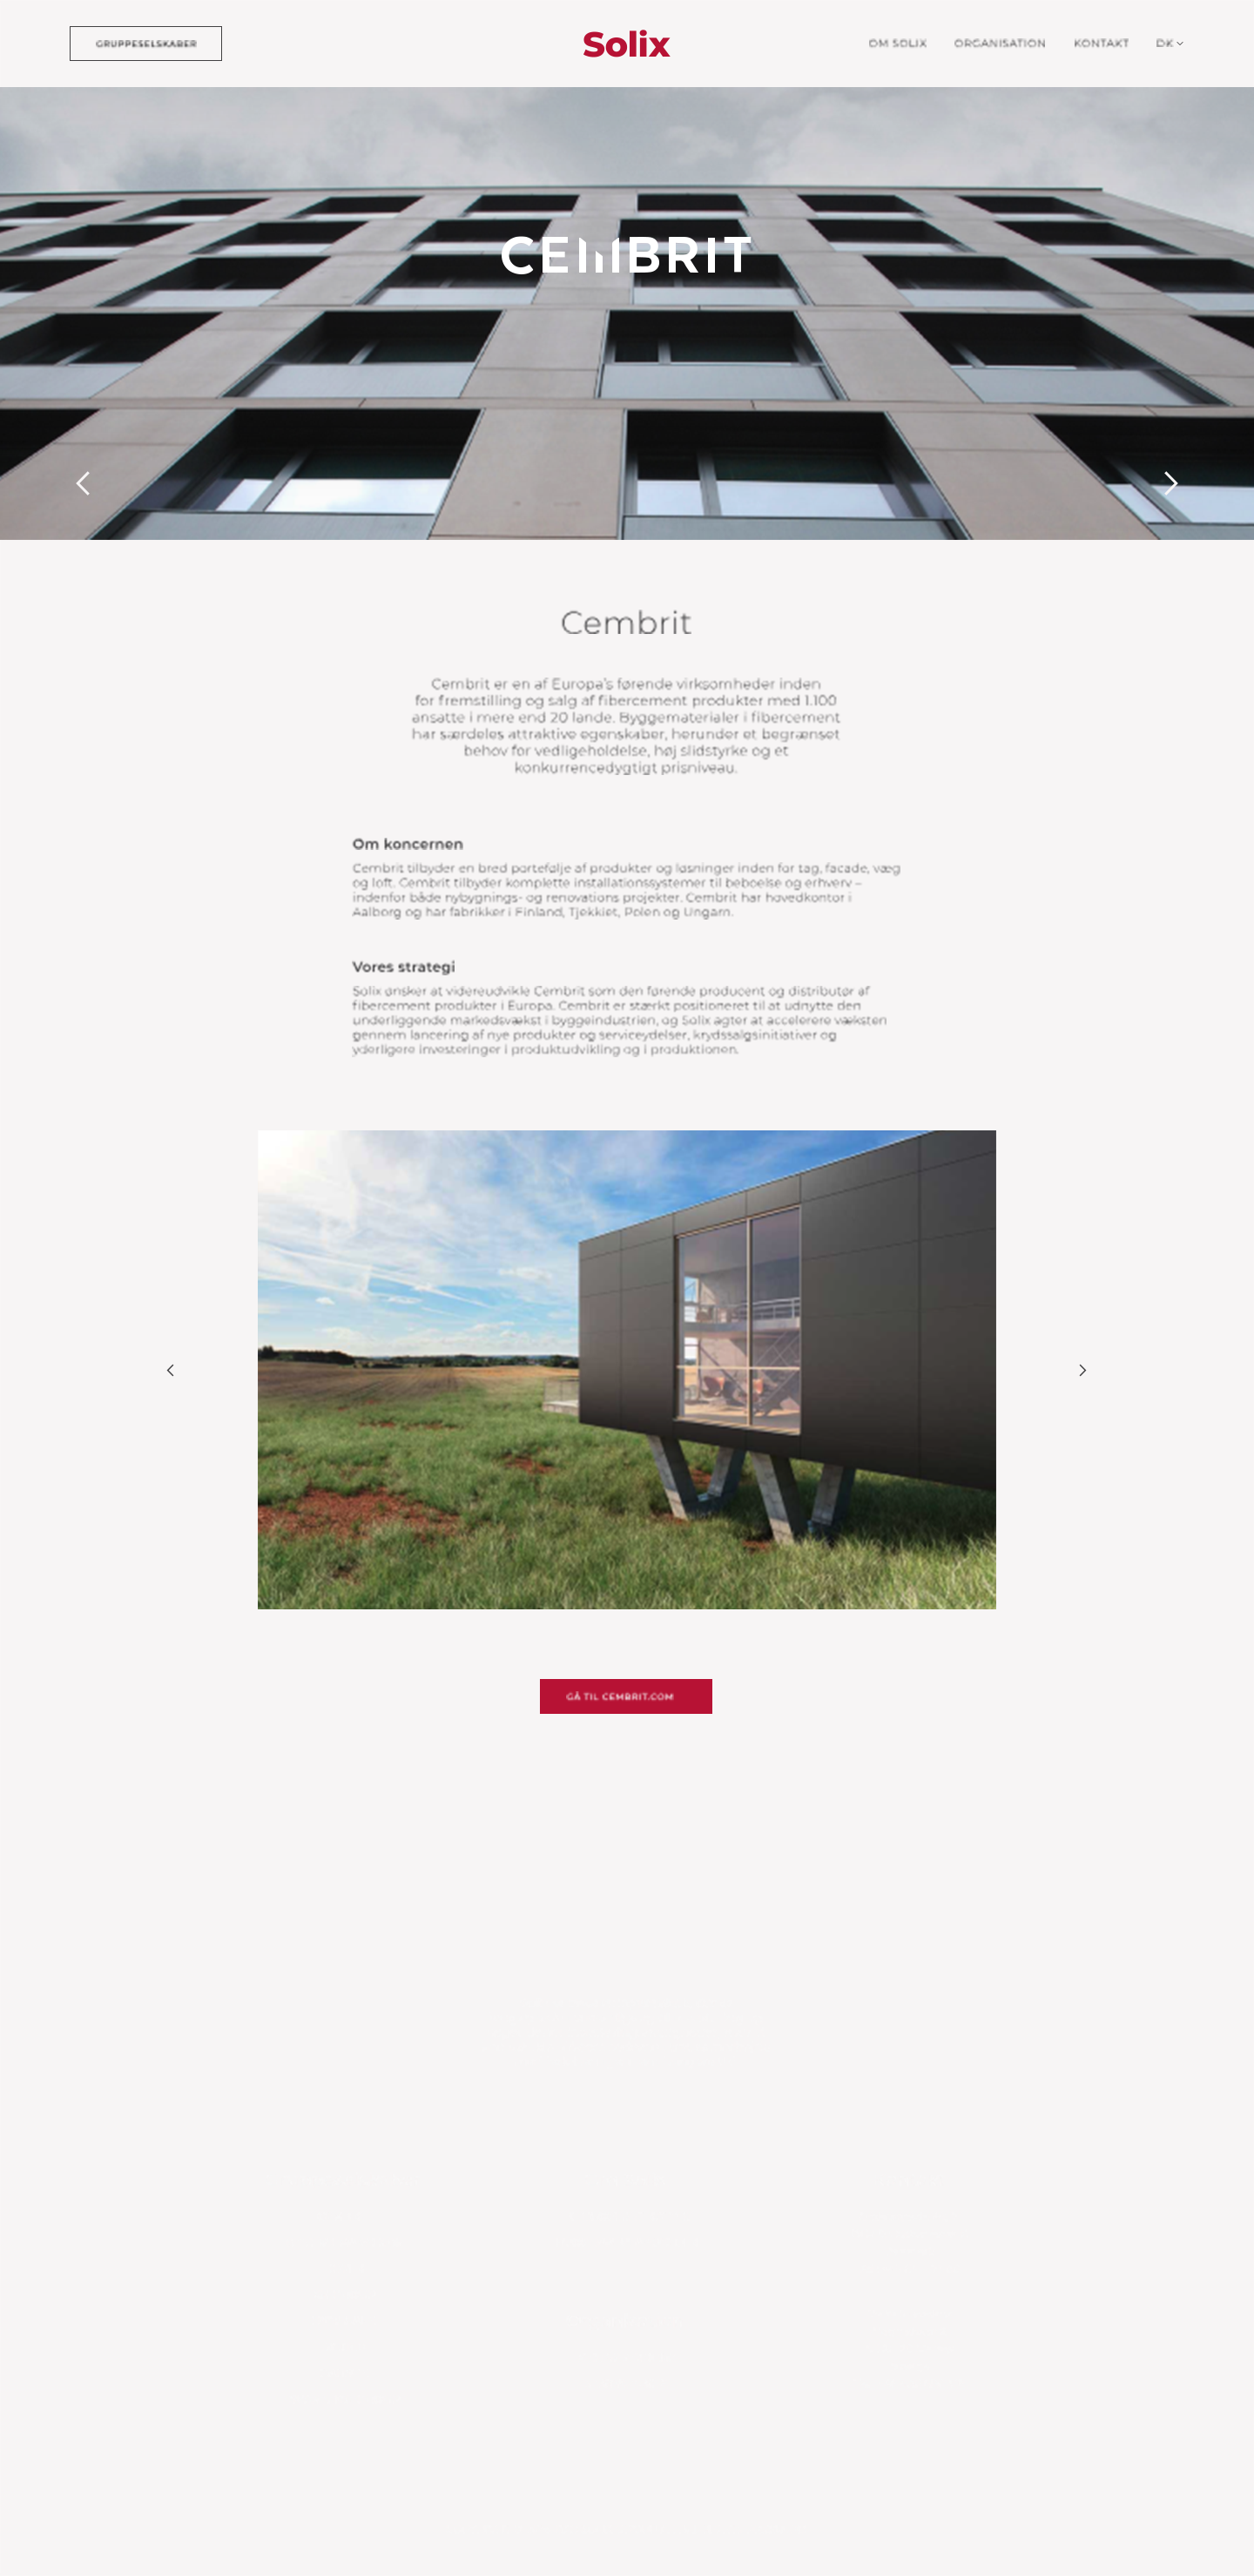 GRUPPESELSKABER
Solix
OM SOLIX
ORGANISATION
KONTAKT
DK
CEMBRIT
Cembrit
Cembrit er en af Europa's førende virksomheder inden
for fremstilling og salg af fibercement produkter med 1.100
ansatte i mere end 20 lande. Byggematerialer i fibercement
har særdeles attraktive egenskaber, herunder et begrænset
behov for vedligeholdelse, høj slidstyrke og et
konkurrencedygtigt prisniveau.
Om koncernen
Cembrit tilbyder en bred portefølje af produkter og løsninger inden for tag, facade, væg
og loft. Cembrit tilbyder komplette installationssystemer til beboelse og erhverv –
indenfor både nybygnings- og renovations projekter. Cembrit har hovedkontor i
Aalborg og har fabrikker i Finland, Tjekkiet, Polen og Ungarn.
Vores strategi
Solix ønsker at videreudvikle Cembrit som den førende producent og distributør af
fibercement produkter i Europa. Cembrit er stærkt positioneret til at udnytte den
underliggende markedsvækst i byggeindustrien, og Solix agter at accelerere væksten
gennem lancering af nye produkter og serviceydelser, krydssalgsinitiativer og
yderligere investeringer i produktudvikling og i produktionen.
GÅ TIL CEMBRIT.COM